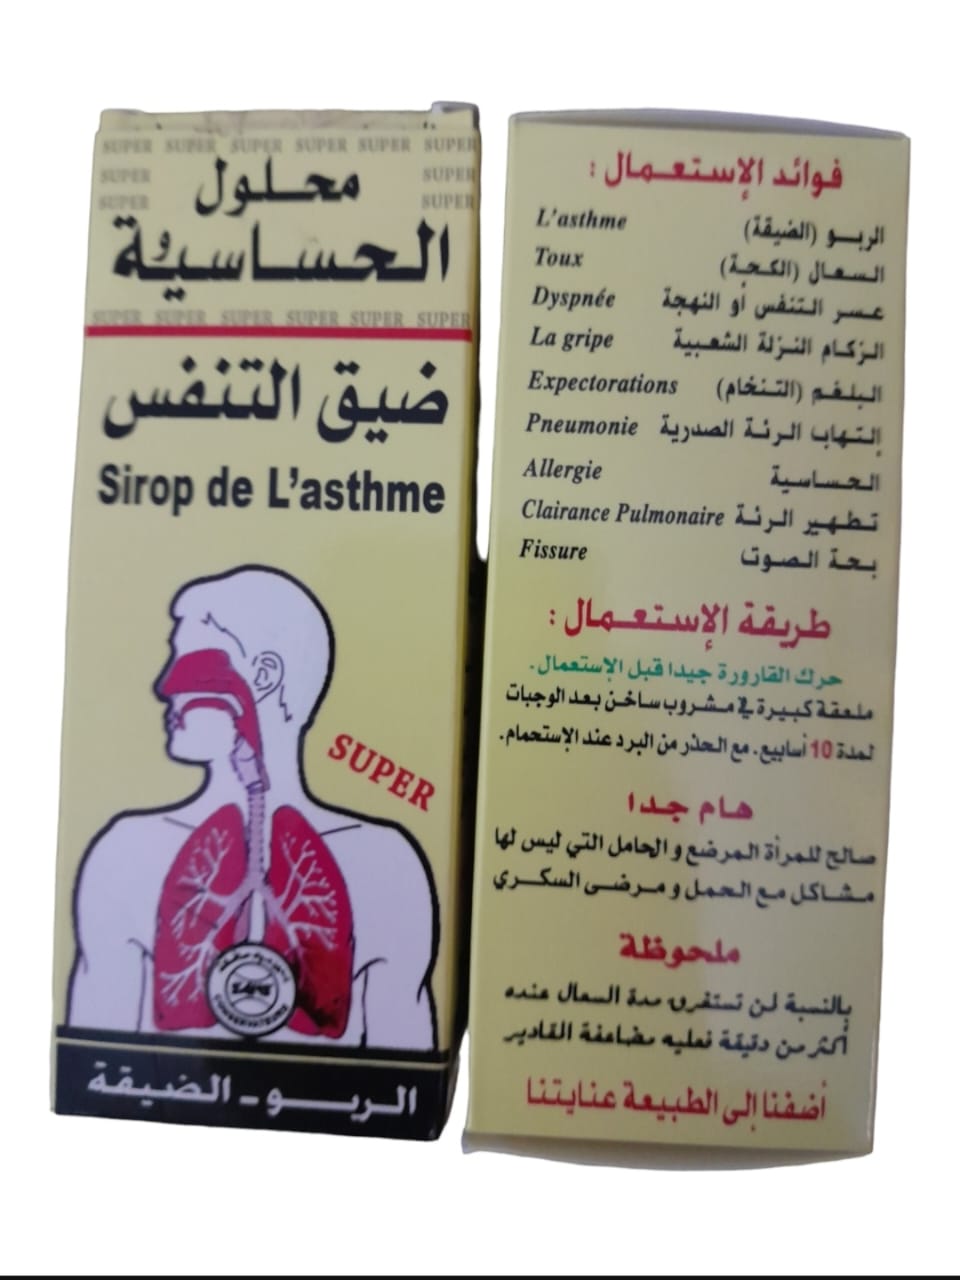 SUPER SUPER SUPER SUPER SUPER SUPER
SUPER محلول SUPER
SUPER SUPER
الحساسية و
SUPER SUPER SUPER SUPER SUPER SUPER
ضيق التنفس
Sirop de L'asthme
SUPER
الربـو - الضيقة
فوائد الإستعمال :
L'asthme الربو (الضيقة)
Toux السعال (الكحة)
Dyspnée عسر التنفس أو النهجة
La gripe الزكام النزلة الشعبية
Expectorations البلغم (التنخام)
Pneumonie إلتهاب الرئة الصدرية
Allergie الحساسية
Clairance Pulmonaire تطهير الرئة
Fissure بحة الصوت
طريقة الإستعمال :
حرك القارورة جيدا قبل الإستعمال.
ملعقة كبيرة في مشروب ساخن بعد الوجبات
لمدة 10 أسابيع. مع الحذر من البرد عند الإستحمام.
هام جدا
صالح للمرأة المرضع و الحامل التي ليس لها
مشاكل مع الحمل و مرضى السكري
ملحوظة
بالنسبة لمن تستغرق مدة السعال عنده
أكثر من دقيقة فعليه مضاعفة القادير
أضفنا إلى الطبيعة عنايتنا